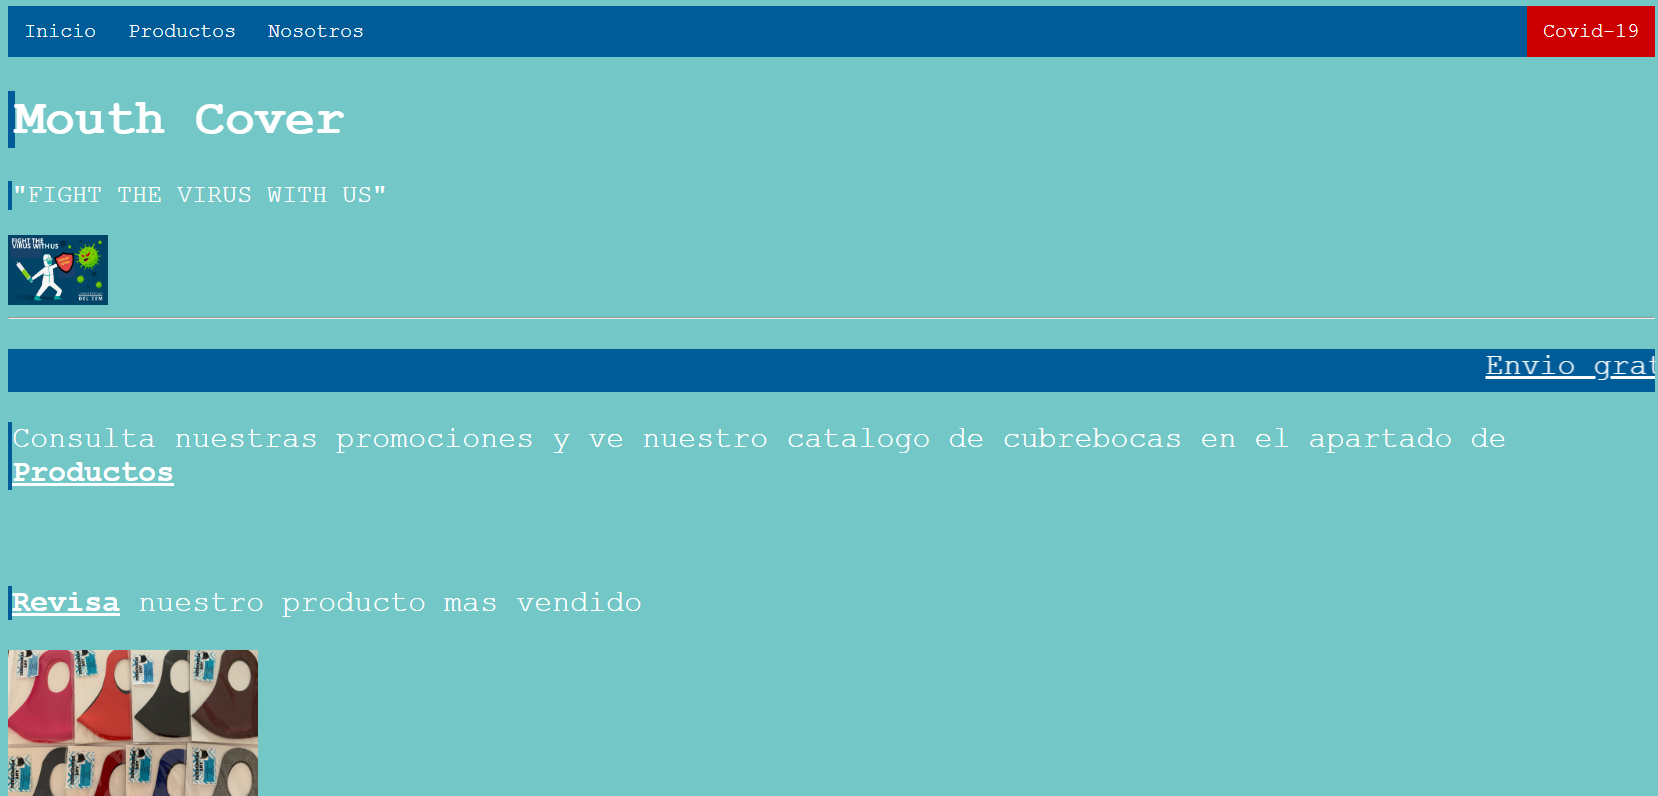 Inicio Productos Nosotros Covid-19
Mouth Cover
"FIGHT THE VIRUS WITH US"
FIGHT THE
VIRUS WITH US
DEL CEM
Envio grat
Consulta nuestras promociones y ve nuestro catalogo de cubrebocas en el apartado de
Productos
Revisa nuestro producto mas vendido